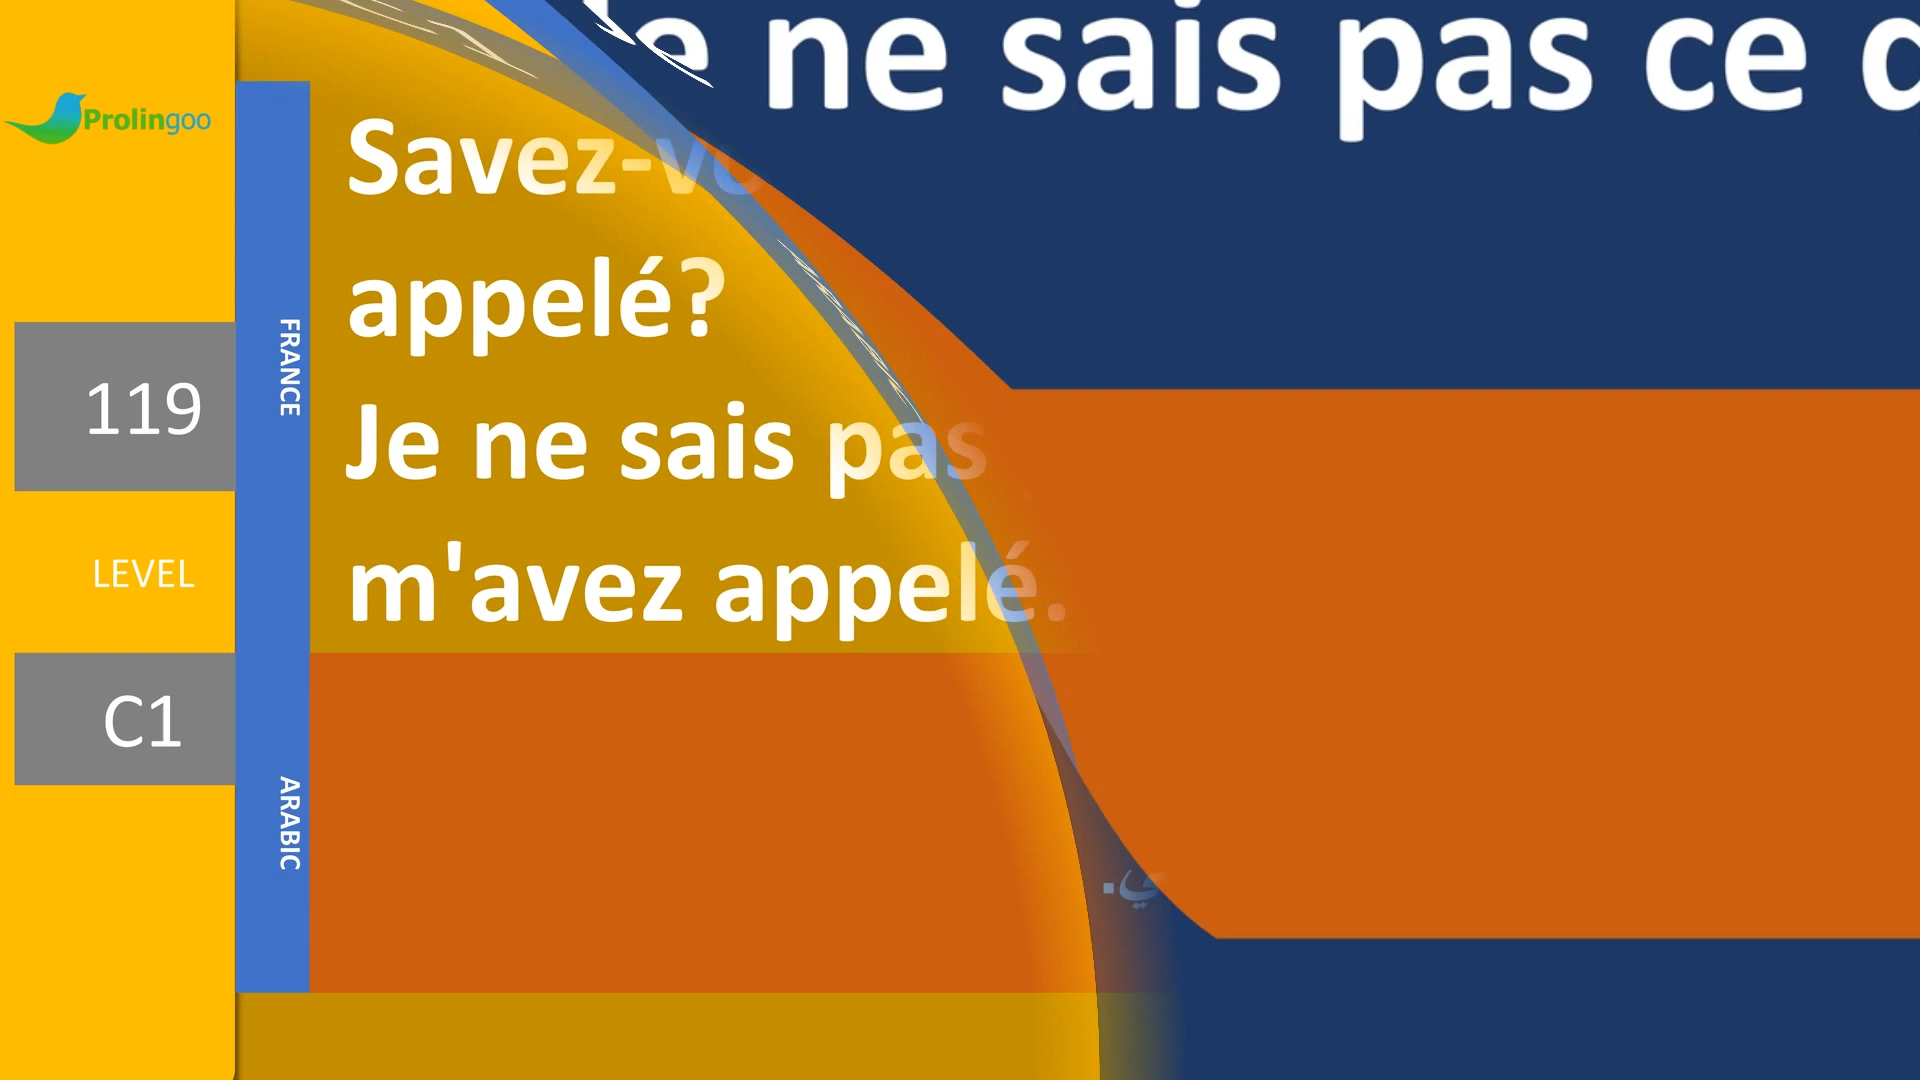 ne sais pas ce
Prolingoo
Savez-vo
appelé?
Je ne sais pas
m'avez appelé.
FRANCE
119
LEVEL
C1
ARABIC